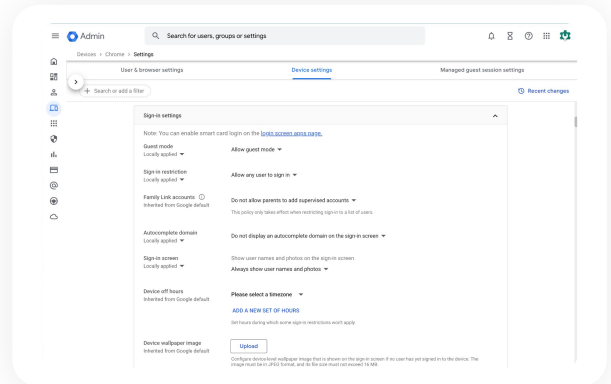 Admin
Search for users, groups or settings
Devices > Chrome > Settings
User & browser settings
Device settings
Managed guest session settings
+ Search or add a filter
Recent changes
Sign-in settings
Note: You can enable smart card login on the login screen apps page.
Guest mode
Locally applied
Allow guest mode
Sign-in restriction
Locally applied
Allow any user to sign in
Family Link accounts
Inherited from Google default
Do not allow parents to add supervised accounts
This policy only takes effect when restricting sign-in to a list of users.
Autocomplete domain
Locally applied
Do not display an autocomplete domain on the sign-in screen
Sign-in screen
Locally applied
Show user names and photos on the sign-in screen
Always show user names and photos
Device off hours
Inherited from Google default
Please select a timezone
ADD A NEW SET OF HOURS
Set hours during which some sign-in restrictions won't apply.
Device wallpaper image
Inherited from Google default
Upload
Configure device-level wallpaper image that is shown on the sign-in screen if no user has yet signed in to the device. The
image must be in JPEG format, and its file size must not exceed 16 MB.